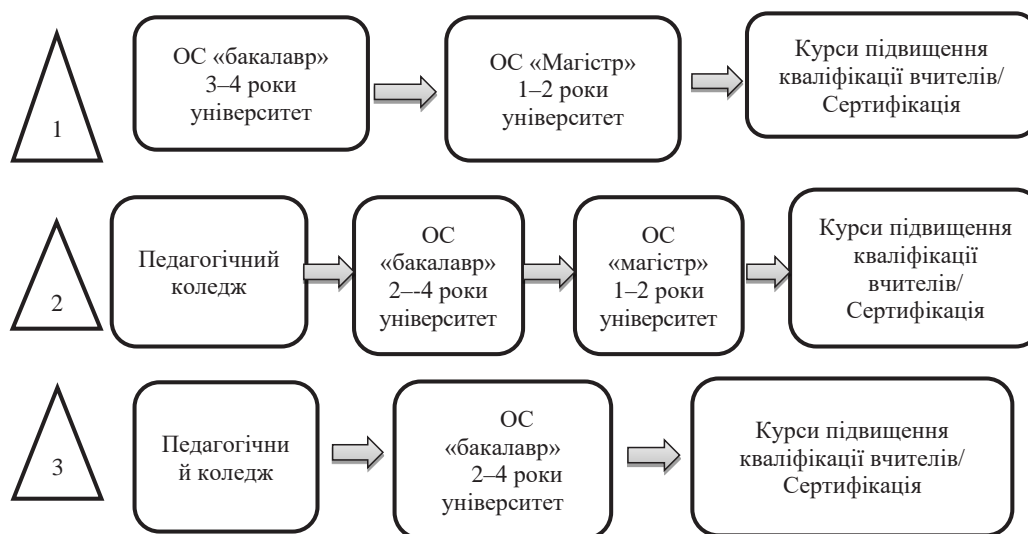 1
ОС «бакалавр»
3–4 роки
університет
ОС «Магістр»
1–2 роки
університет
Курси підвищення
кваліфікації вчителів/
Сертифікація
2
Педагогічний
коледж
ОС
«бакалавр»
2–-4 роки
університет
ОС
«магістр»
1–2 роки
університет
Курси підвищення
кваліфікації
вчителів/
Сертифікація
3
Педагогічни
й коледж
ОС
«бакалавр»
2–4 роки
університет
Курси підвищення
кваліфікації вчителів/
Сертифікація